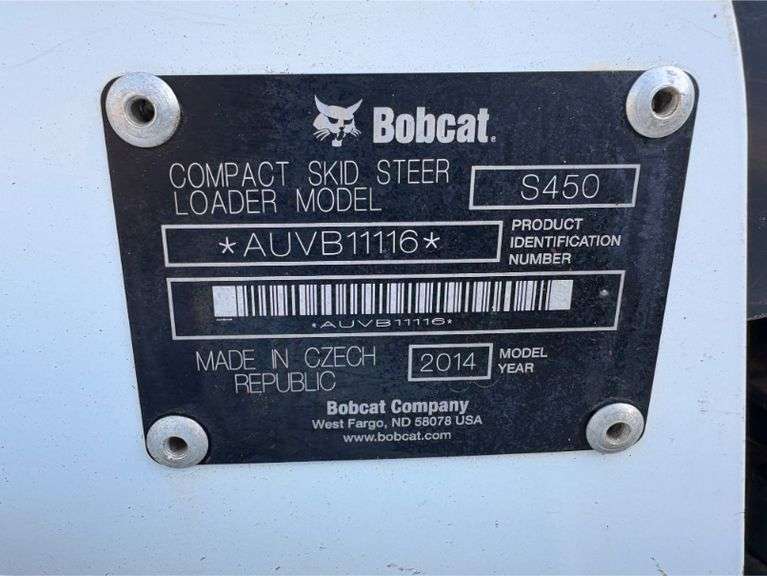 Bobcat.
COMPACT SKID STEER
LOADER MODEL
S450
*AUVB11116*
PRODUCT
IDENTIFICATION
NUMBER
*AUVB11116*
MADE IN CZECH
REPUBLIC
2014
MODEL
YEAR
Bobcat Company
West Fargo, ND 58078 USA
www.bobcat.com